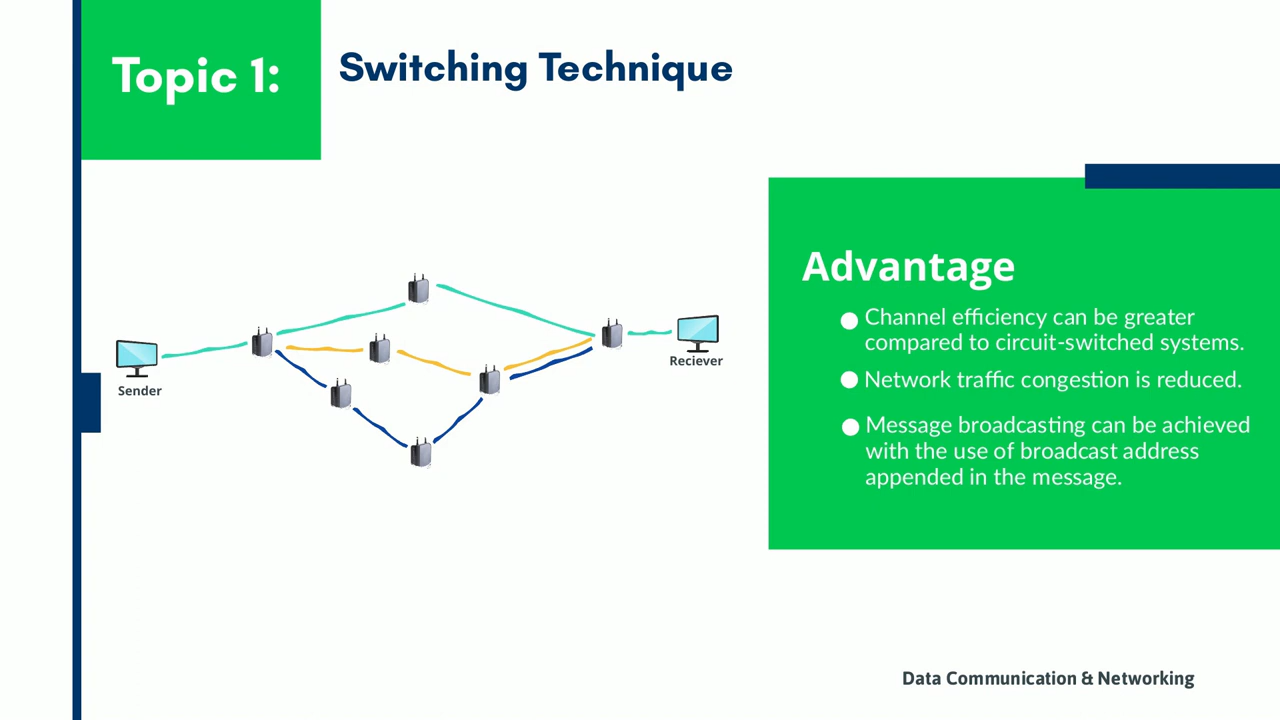 Topic 1:
Switching Technique
Sender
Reciever
Advantage
Channel efficiency can be greater
compared to circuit-switched systems.
Network traffic congestion is reduced.
Message broadcasting can be achieved
with the use of broadcast address
appended in the message.
Data Communication & Networking